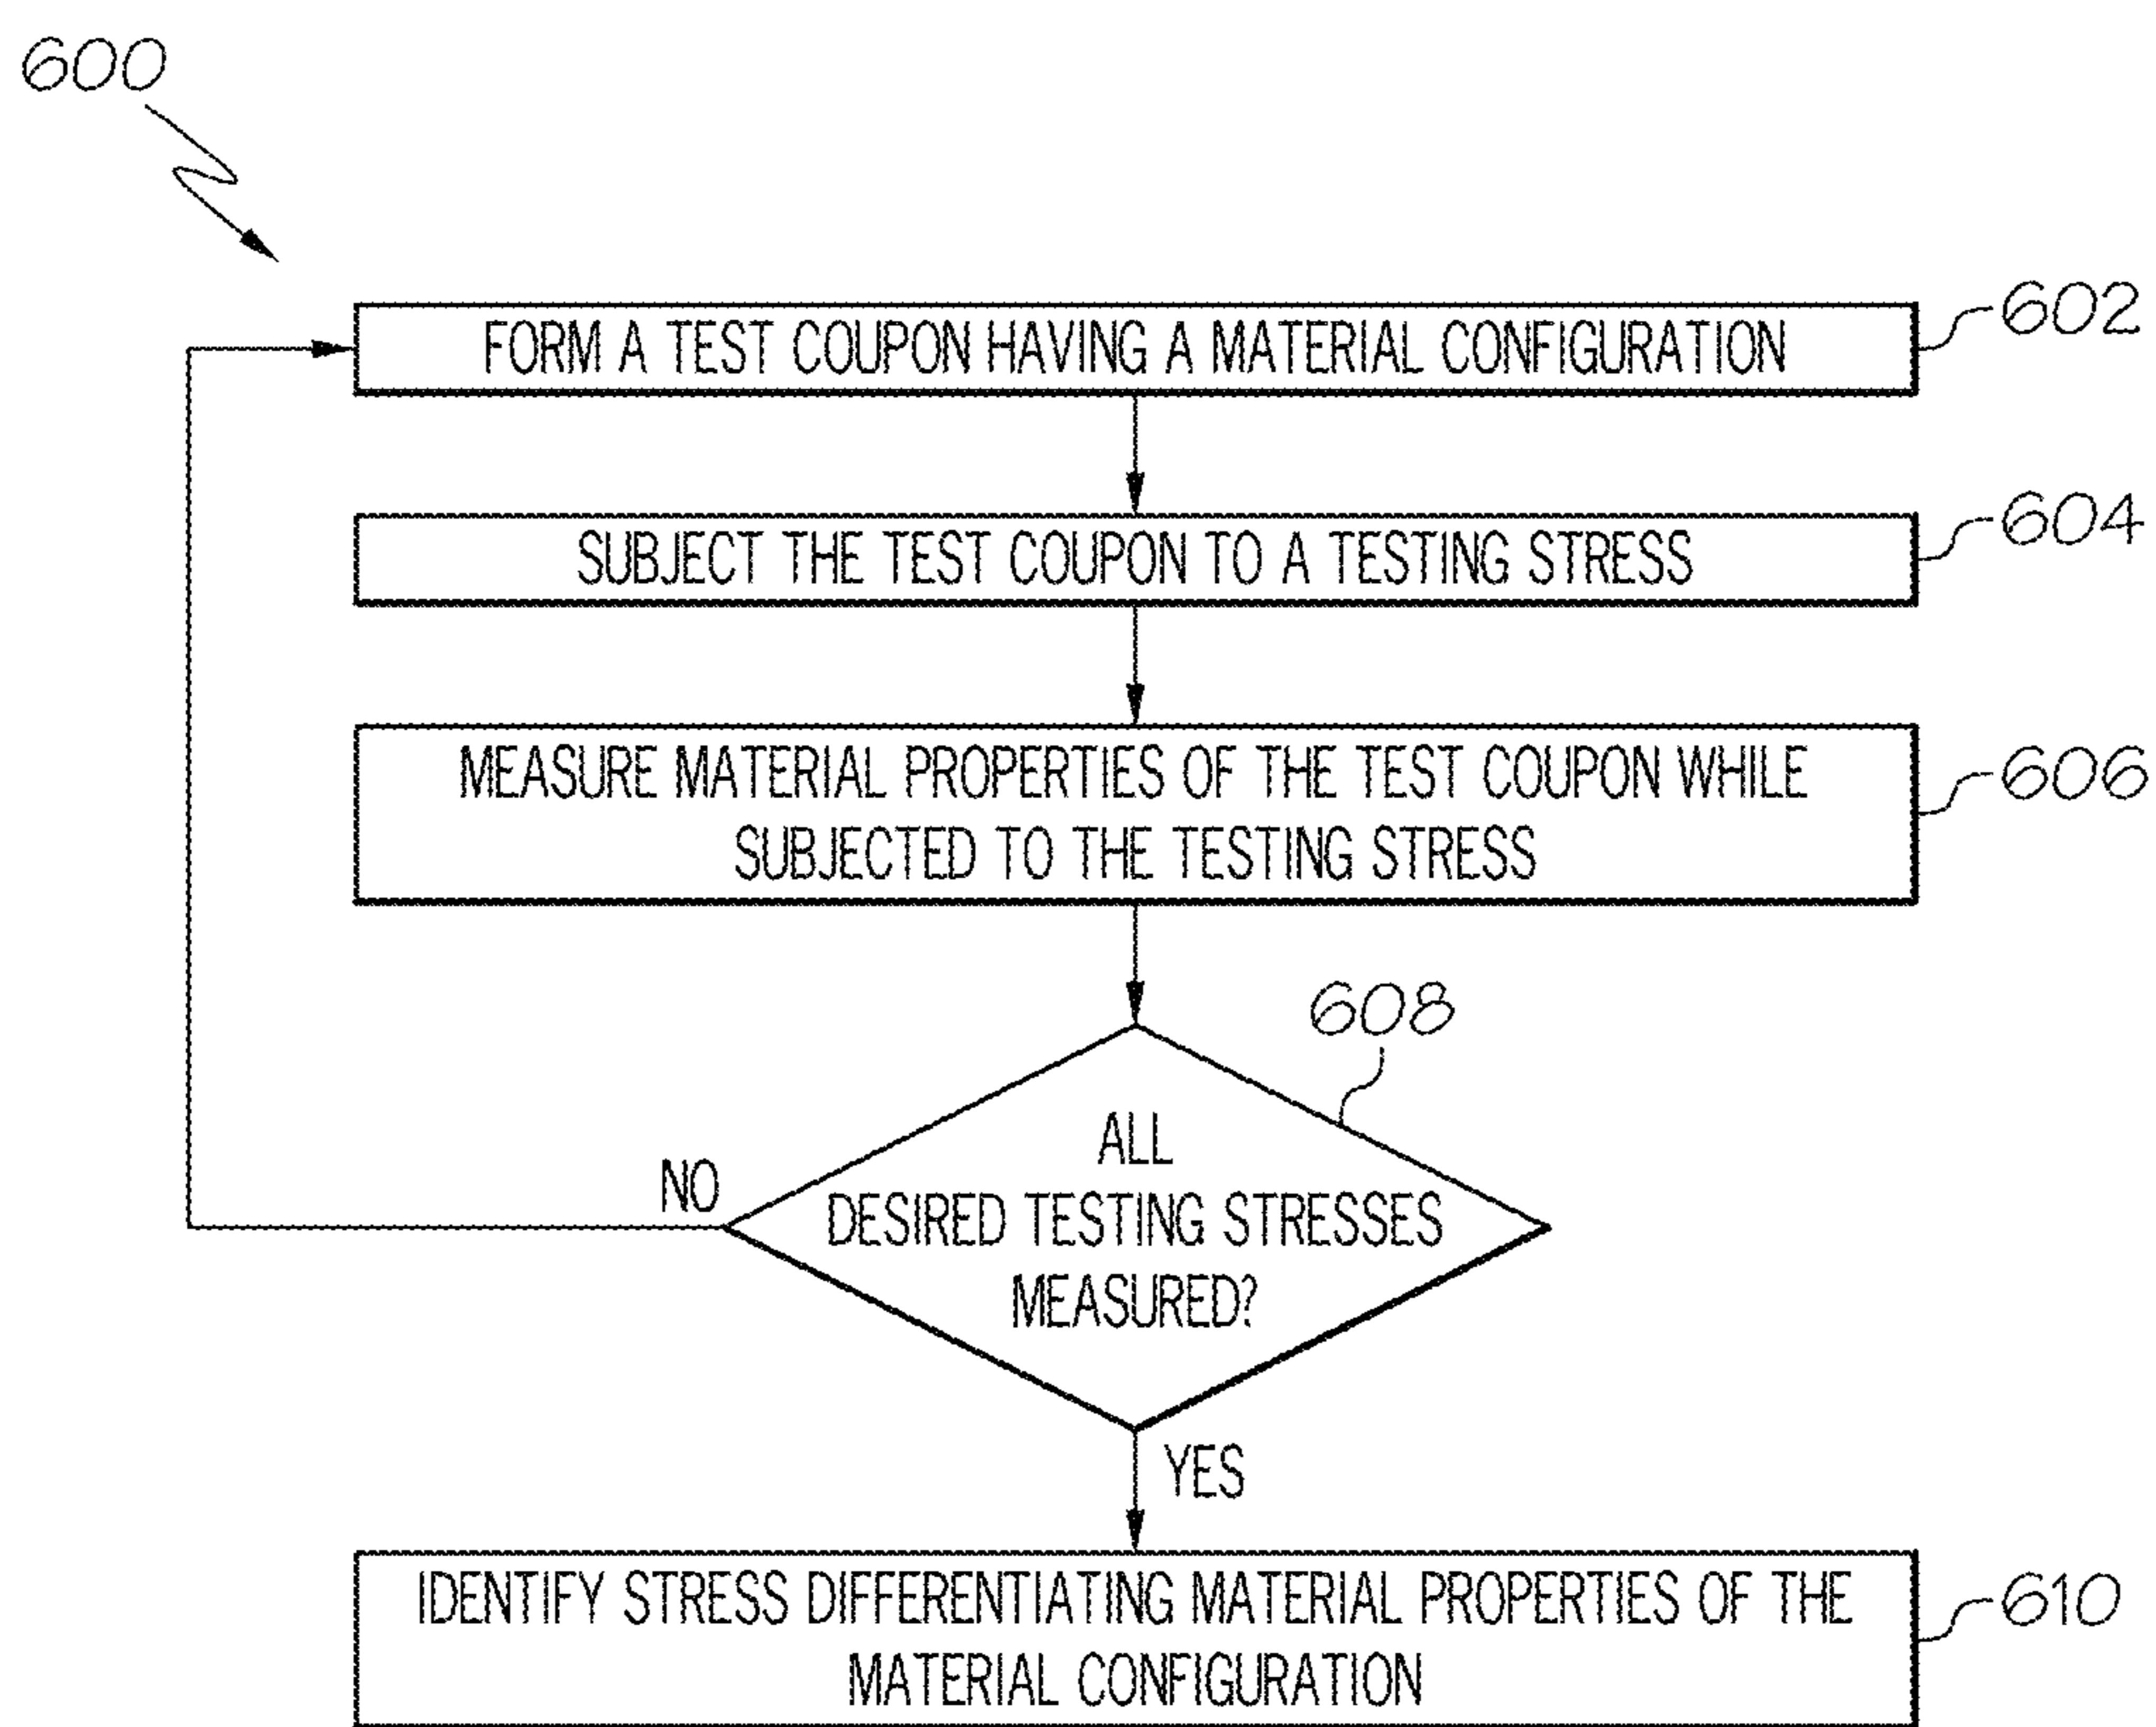 600
FORM A TEST COUPON HAVING A MATERIAL CONFIGURATION
602
SUBJECT THE TEST COUPON TO A TESTING STRESS
604
MEASURE MATERIAL PROPERTIES OF THE TEST COUPON WHILE
SUBJECTED TO THE TESTING STRESS
606
608
ALL
DESIRED TESTING STRESSES
MEASURED?
NO
YES
IDENTIFY STRESS DIFFERENTIATING MATERIAL PROPERTIES OF THE
MATERIAL CONFIGURATION
610